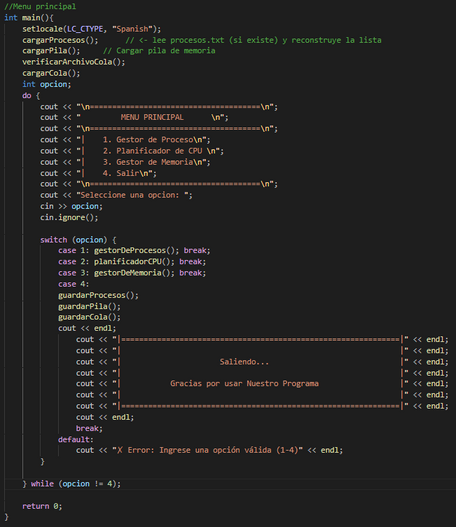 //Menu principal
int main(){
    setlocale(LC_CTYPE, "Spanish");
    cargarProcesos();      // <- lee procesos.txt (si existe) y reconstruye la lista
    cargarPila();     // Cargar pila de memoria
    verificarArchivoCola();
    cargarCola();
    int opcion;
    do {
        cout << "\n======================================\n";
        cout << "         MENU PRINCIPAL      \n";
        cout << "\n======================================\n";
        cout << "|    1. Gestor de Proceso\n";
        cout << "|    2. Planificador de CPU \n";
        cout << "|    3. Gestor de Memoria\n";
        cout << "|    4. Salir\n";
        cout << "\n======================================\n";
        cout << "Seleccione una opcion: ";
        cin >> opcion;
        cin.ignore();

        switch (opcion) {
            case 1: gestorDeProcesos(); break;
            case 2: planificadorCPU(); break;
            case 3: gestorDeMemoria(); break;
            case 4:
            guardarProcesos();
            guardarPila();
            guardarCola();
            cout << endl;
                cout << "|==============================================================|" << endl;
                cout << "|                                                              |" << endl;
                cout << "|                      Saliendo...                             |" << endl;
                cout << "|                                                              |" << endl;
                cout << "|           Gracias por usar Nuestro Programa                  |" << endl;
                cout << "|                                                              |" << endl;
                cout << "|==============================================================|" << endl;
                cout << endl;
                break;
            default:
                cout << "✗ Error: Ingrese una opción válida (1-4)" << endl;
        }

    } while (opcion != 4);

    return 0;
}